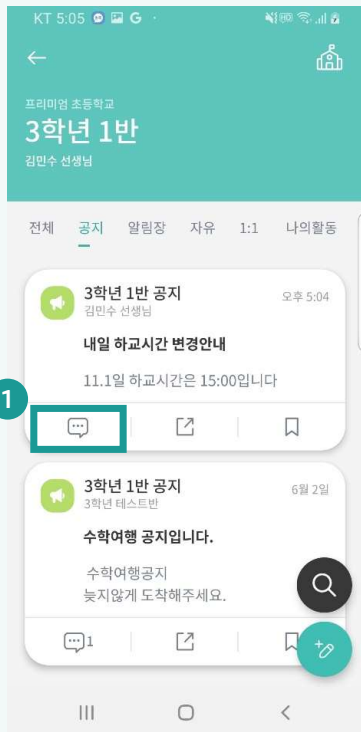 KT 5:05 G
프리미엄 초등학교
3학년 1반
김민수 선생님
전체 공지 알림장 자유 1:1 나의활동
3학년 1반 공지 오후 5:04
김민수 선생님
내일 하교시간 변경안내
11.1일 하교시간은 15:00입니다
1
3학년 1반 공지 6월 2일
3학년 테스트반
수학여행 공지입니다.
수학여행공지
늦지않게 도착해주세요.
1